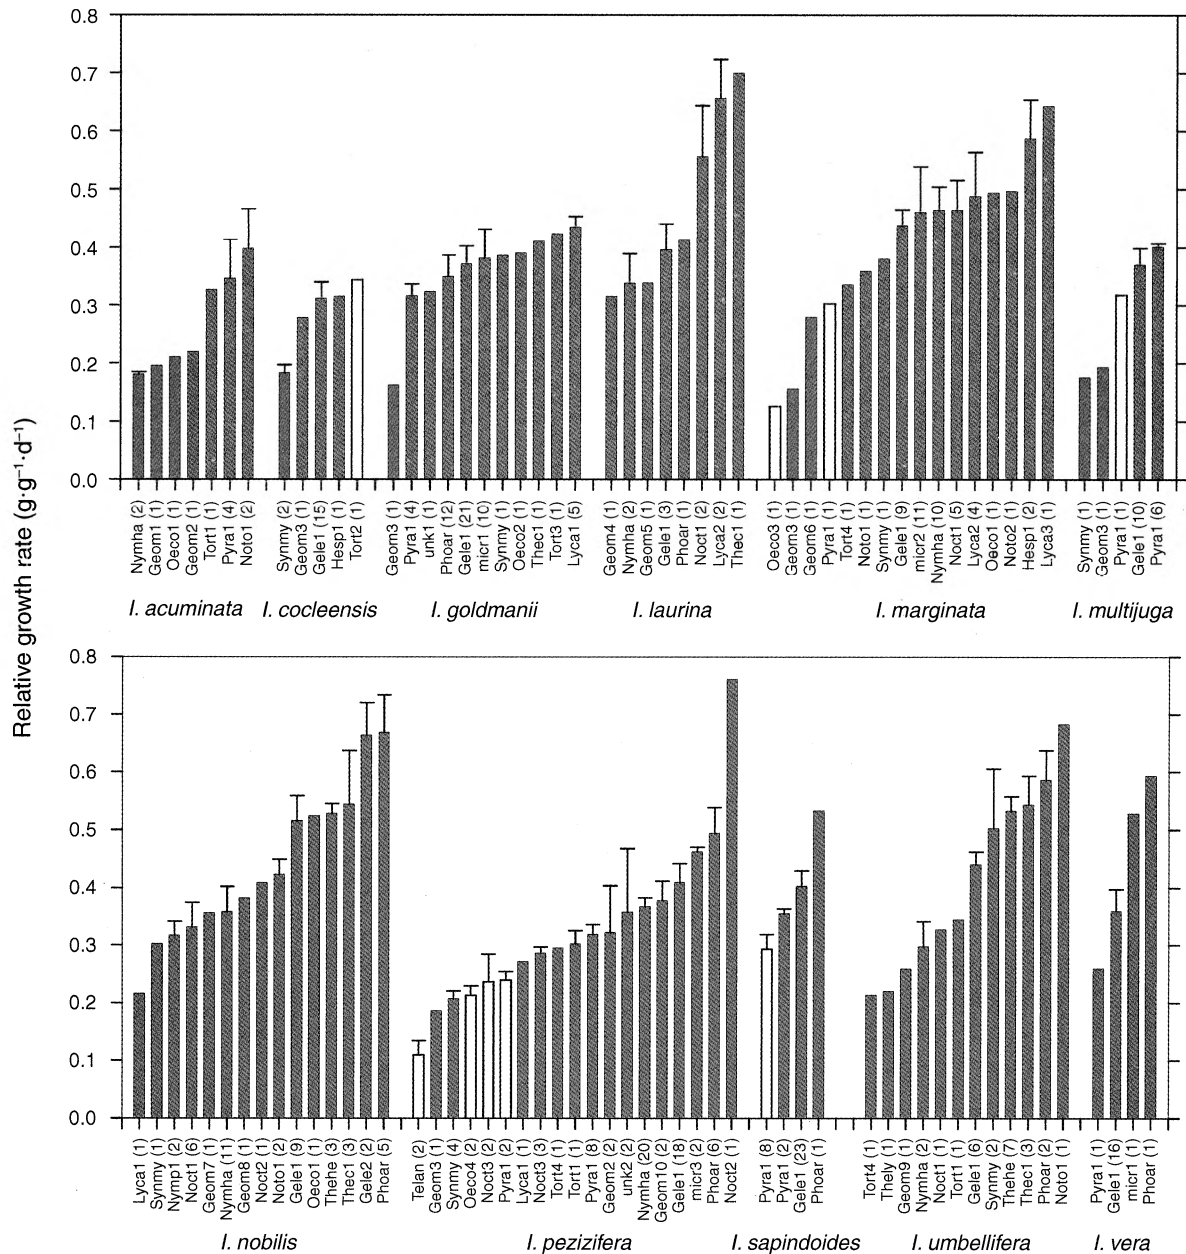 Relative growth rate (g·g⁻¹·d⁻¹)
0.8
0.7
0.6
0.5
0.4
0.3
0.2
0.1
0.0
Nymha (2)
Geom1 (1)
Oeco1 (1)
Geom2 (1)
Tort1 (1)
Pyra1 (4)
Noto1 (2)
Synmy (2)
Geom3 (1)
Gele1 (15)
Hesp1 (1)
Tort2 (1)
Geom3 (1)
Pyra1 (4)
unk1 (1)
Phoar (12)
Gele1 (21)
micr1 (10)
Synmy (1)
Oeco2 (1)
Thec1 (1)
Tort3 (1)
Lyca1 (5)
Geom4 (1)
Nymha (2)
Geom5 (1)
Gele1 (3)
Phoar (1)
Noct1 (2)
Lyca2 (2)
Thec1 (1)
Oeco3 (1)
Geom3 (1)
Geom6 (1)
Pyra1 (1)
Tort4 (1)
Noto1 (1)
Synmy (1)
Gele1 (9)
micr2 (11)
Nymha (10)
Noct1 (5)
Lyca2 (4)
Oeco1 (1)
Noto2 (1)
Hesp1 (2)
Lyca3 (1)
Synmy (1)
Geom3 (1)
Pyra1 (1)
Gele1 (10)
Pyra1 (6)
I. acuminata I. cocleensis I. goldmanii I. laurina I. marginata I. multijuga
0.8
0.7
0.6
0.5
0.4
0.3
0.2
0.1
0.0
Lyca1 (1)
Synmy (1)
Nymp1 (2)
Noct1 (6)
Geom7 (1)
Nymha (11)
Geom8 (1)
Noct2 (1)
Noto1 (2)
Gele1 (9)
Oeco1 (1)
Thehe (3)
Thec1 (3)
Gele2 (2)
Phoar (5)
Telan (2)
Geom3 (1)
Synmy (4)
Oeco4 (2)
Noct3 (2)
Pyra1 (2)
Lyca1 (1)
Noct3 (3)
Tort4 (1)
Tort1 (1)
Pyra1 (8)
Geom2 (2)
unk2 (2)
Nymha (20)
Geom10 (2)
Gele1 (18)
micr3 (2)
Phoar (6)
Noct2 (1)
Pyra1 (8)
Pyra1 (2)
Gele1 (23)
Phoar (1)
Tort4 (1)
Thely (1)
Geom9 (1)
Nymha (2)
Noct1 (1)
Tort1 (1)
Gele1 (6)
Synmy (2)
Thehe (7)
Thec1 (3)
Phoar (2)
Noto1 (1)
Pyra1 (1)
Gele1 (16)
micr1 (1)
Phoar (1)
I. nobilis I. pezizifera I. sapindoides I. umbellifera I. vera